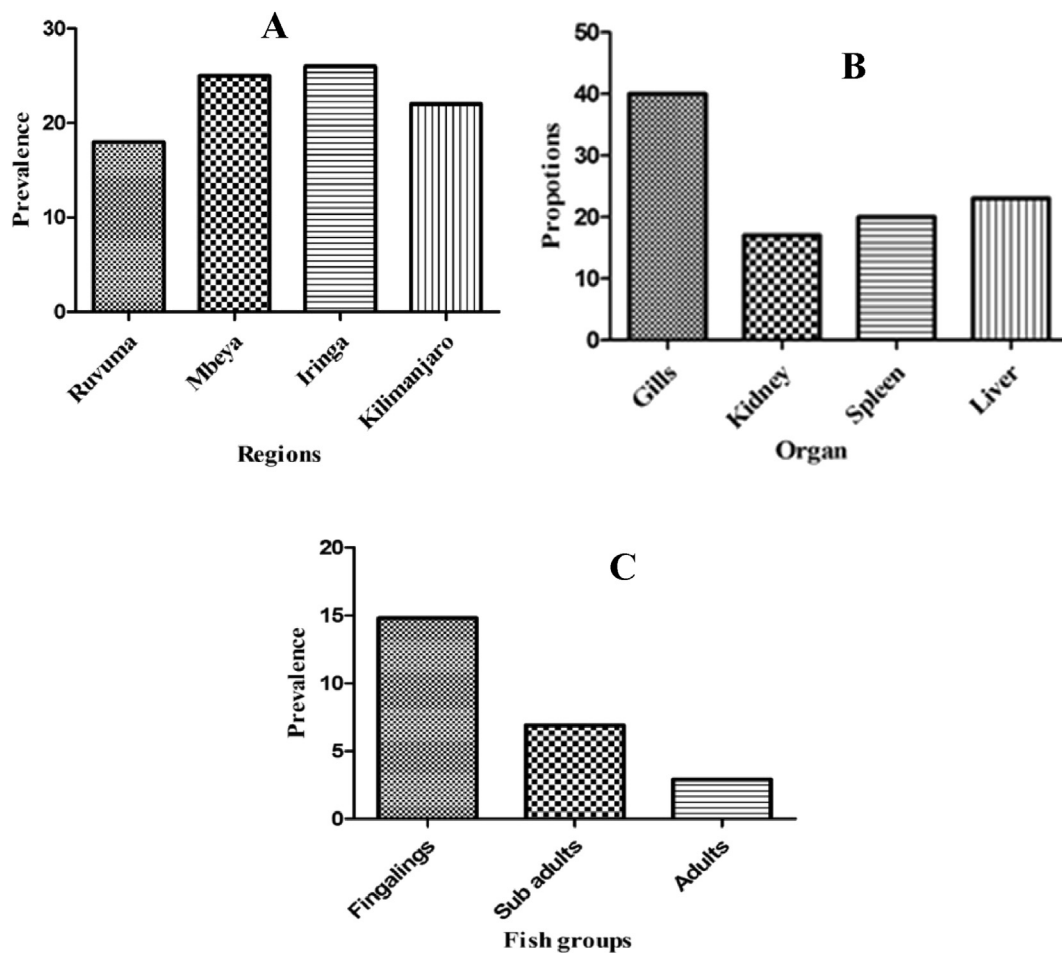 A
Prevalence
30
20
10
0
Ruvuma
Mbeya
Iringa
Kilimanjaro
Regions
B
Propotions
50
40
30
20
10
0
Gills
Kidney
Spleen
Liver
Organ
C
Prevalence
20
15
10
5
0
Fingalings
Sub adults
Adults
Fish groups